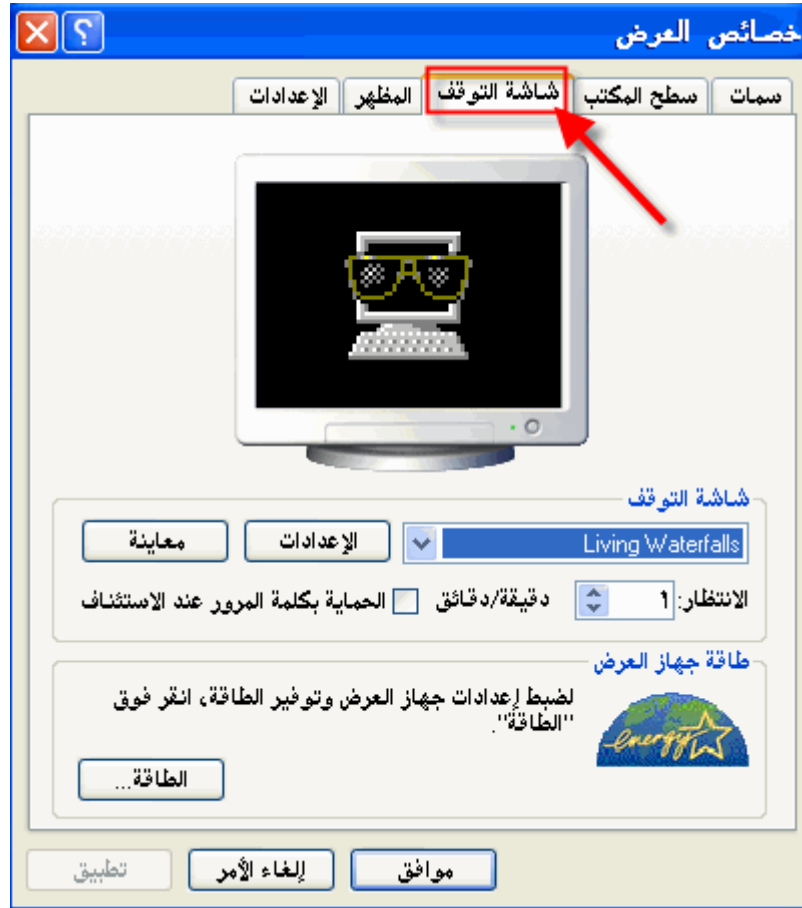 خصائص العرض
سمات
سطح المكتب
شاشة التوقف
المظهر
الإعدادات
شاشة التوقف
Living Waterfalls
الإعدادات
معاينة
الانتظار: ١ دقيقة/دقائق الحماية بكلمة المرور عند الاستئناف
طاقة جهاز العرض
لضبط إعدادات جهاز العرض وتوفير الطاقة، انقر فوق
"الطاقة".
energy
الطاقة...
موافق
إلغاء الأمر
تطبيق